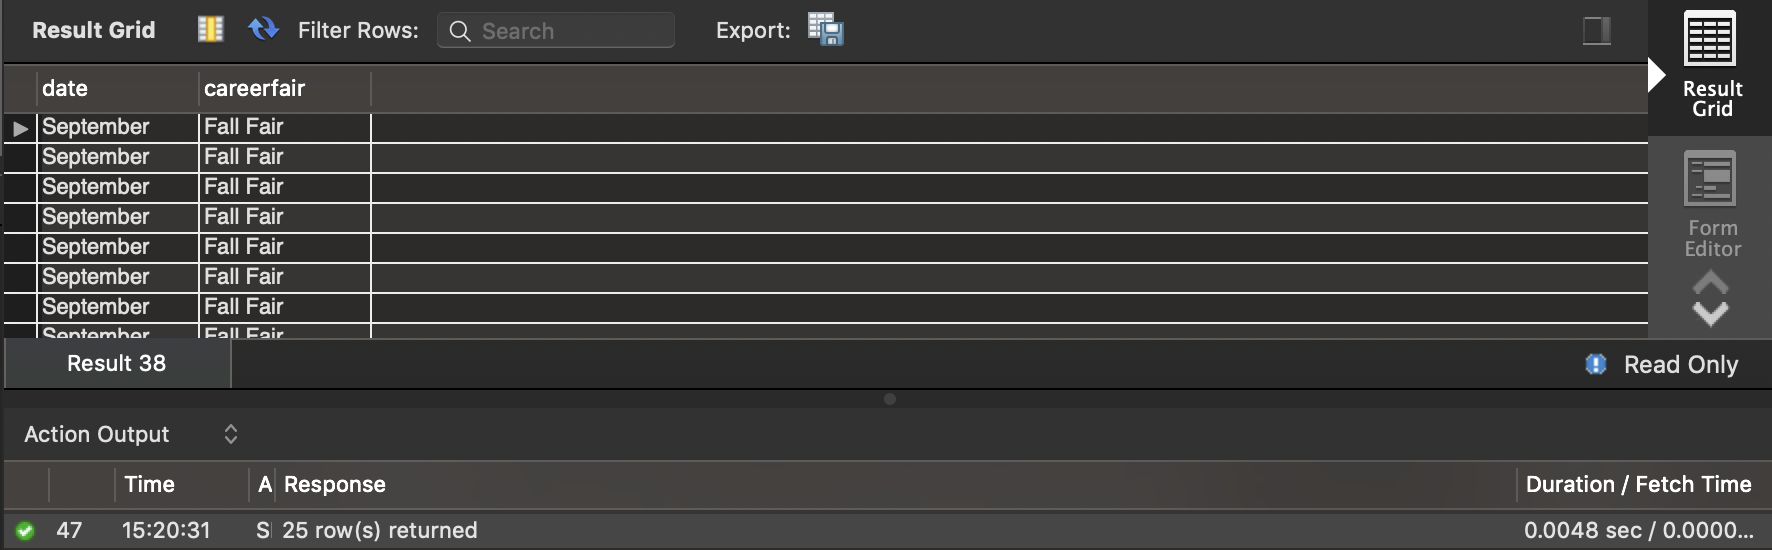 Result Grid Filter Rows: Search Export:
Result
Grid
date careerfair
September Fall Fair
September Fall Fair
September Fall Fair
September Fall Fair
September Fall Fair
September Fall Fair
September Fall Fair
September Fall Fair
Form
Editor
Result 38 Read Only
Action Output
Time A Response Duration / Fetch Time
47 15:20:31 S 25 row(s) returned 0.0048 sec / 0.0000...